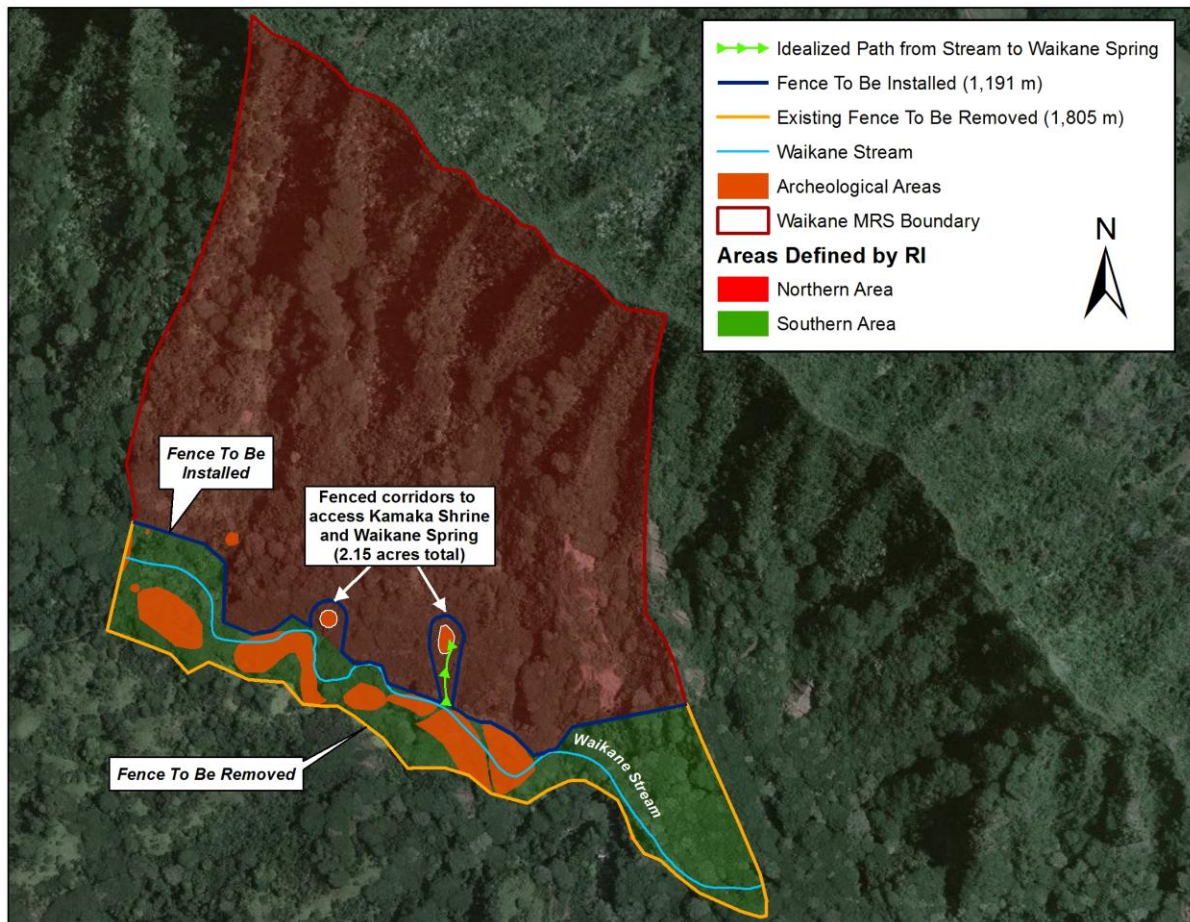 Idealized Path from Stream to Waikane Spring
Fence To Be Installed (1,191 m)
Existing Fence To Be Removed (1,805 m)
Waikane Stream
Archeological Areas
Waikane MRS Boundary
Areas Defined by RI
Northern Area
Southern Area
N
Fence To Be
Installed
Fenced corridors to
access Kamaka Shrine
and Waikane Spring
(2.15 acres total)
Fence To Be Removed
Waikane Stream